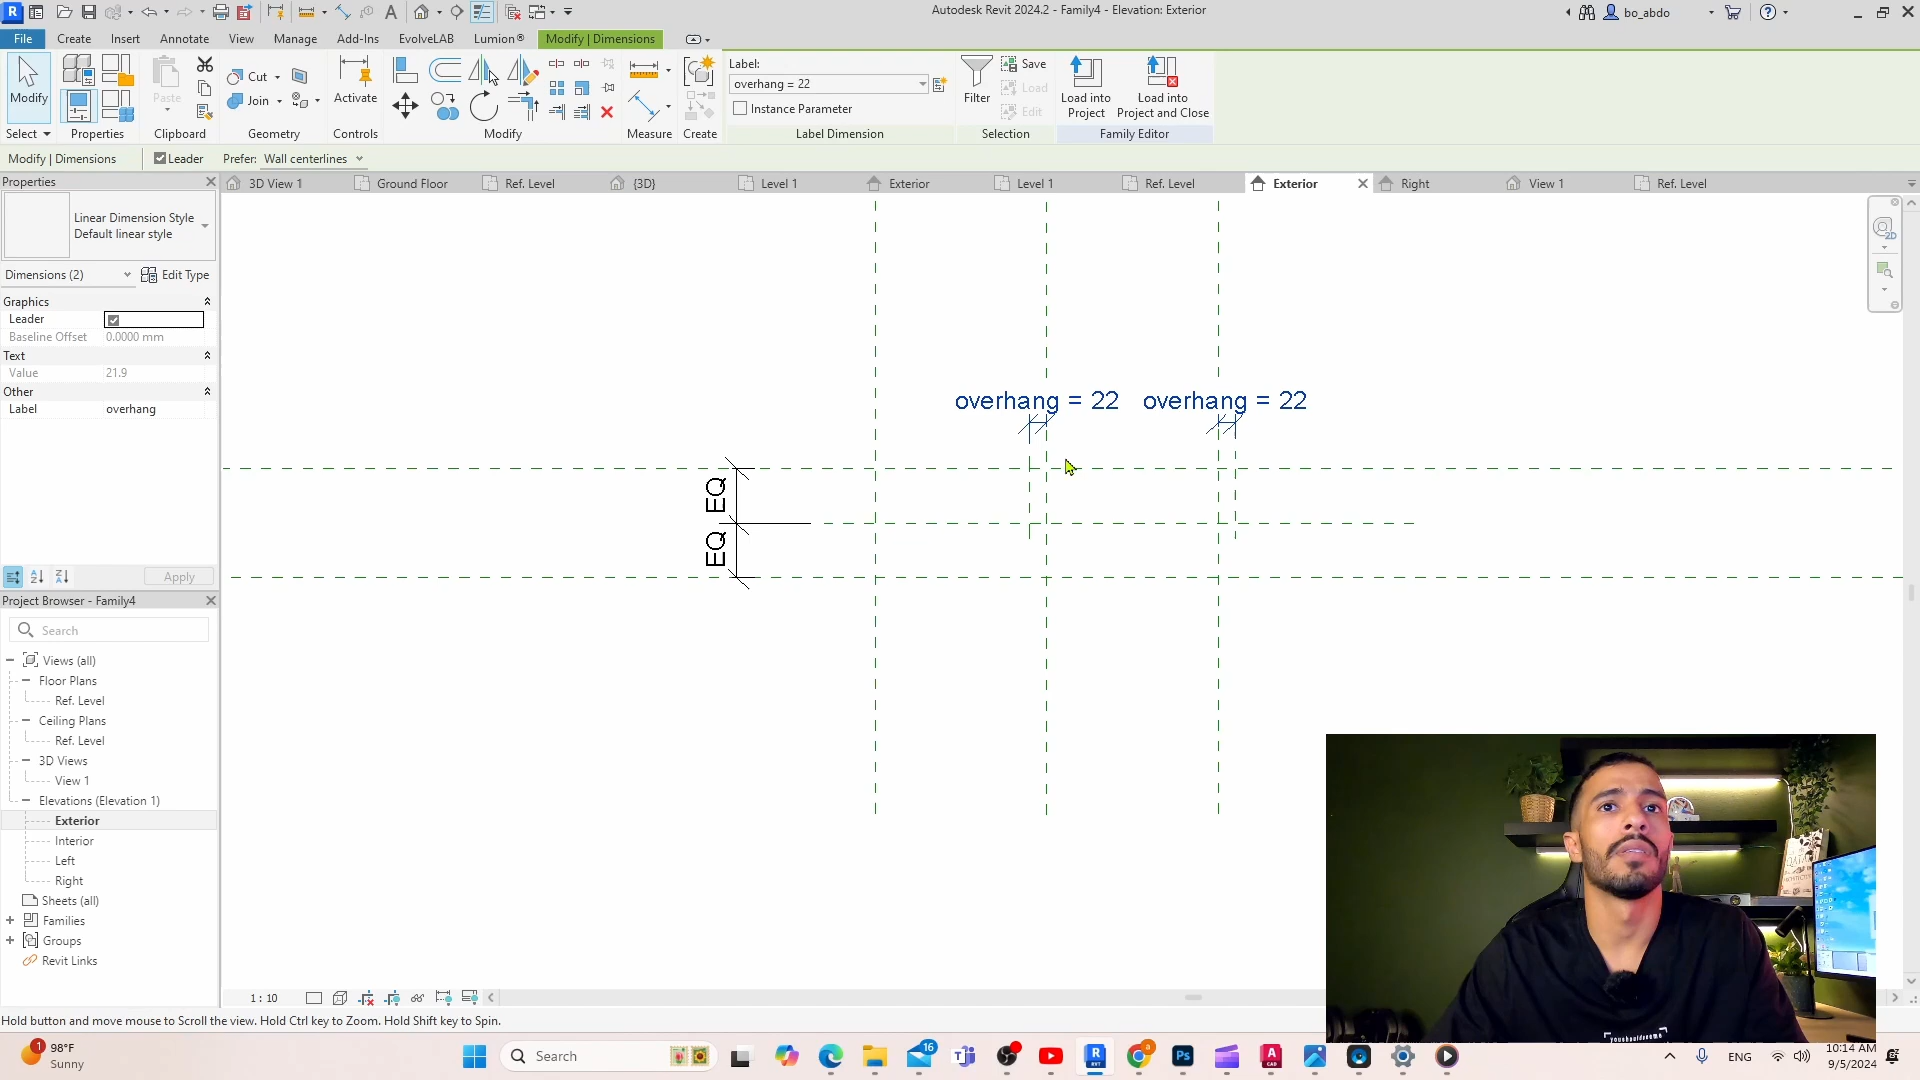 Autodesk Revit 2024.2 - Family4 - Elevation: Exterior
bo_abdo
File Create Insert Annotate View Manage Add-Ins EvolveLAB Lumion® Modify | Dimensions
Modify
Paste
Cut
Join
Activate
Label:
overhang = 22
Instance Parameter
Filter
Save
Load
Edit
Load into
Project
Load into
Project and Close
Select Properties Clipboard Geometry Controls Modify Measure Create Label Dimension Selection Family Editor
Modify | Dimensions Leader Prefer: Wall centerlines
Properties
3D View 1 Ground Floor Ref. Level {3D} Level 1 Exterior Level 1 Ref. Level Exterior Right View 1 Ref. Level
Linear Dimension Style
Default linear style
Dimensions (2) Edit Type
Graphics
Leader
Baseline Offset 0.0000 mm
Text
Value 21.9
Other
Label overhang
Apply
overhang = 22 overhang = 22
EQ
EQ
2D
Project Browser - Family4
Search
Views (all)
Floor Plans
Ref. Level
Ceiling Plans
Ref. Level
3D Views
View 1
Elevations (Elevation 1)
Exterior
Interior
Left
Right
Sheets (all)
Families
Groups
Revit Links
1 : 10
Hold button and move mouse to Scroll the view. Hold Ctrl key to Zoom. Hold Shift key to Spin.
1
98°F
Sunny
Search
16
ENG
10:14 AM
9/5/2024